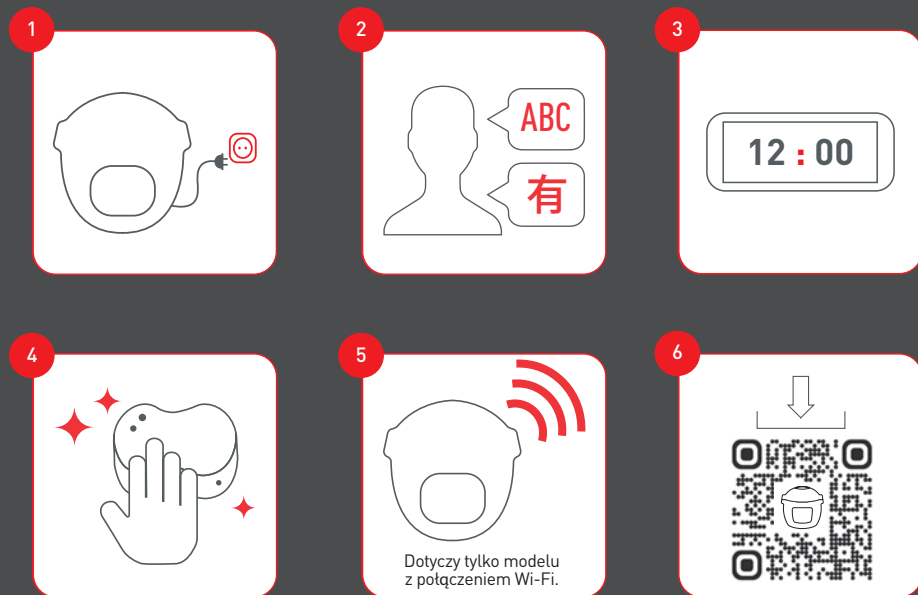 1
2
3
ABC
有
12 : 00
4
5
6
Dotyczy tylko modelu
z połączeniem Wi-Fi.